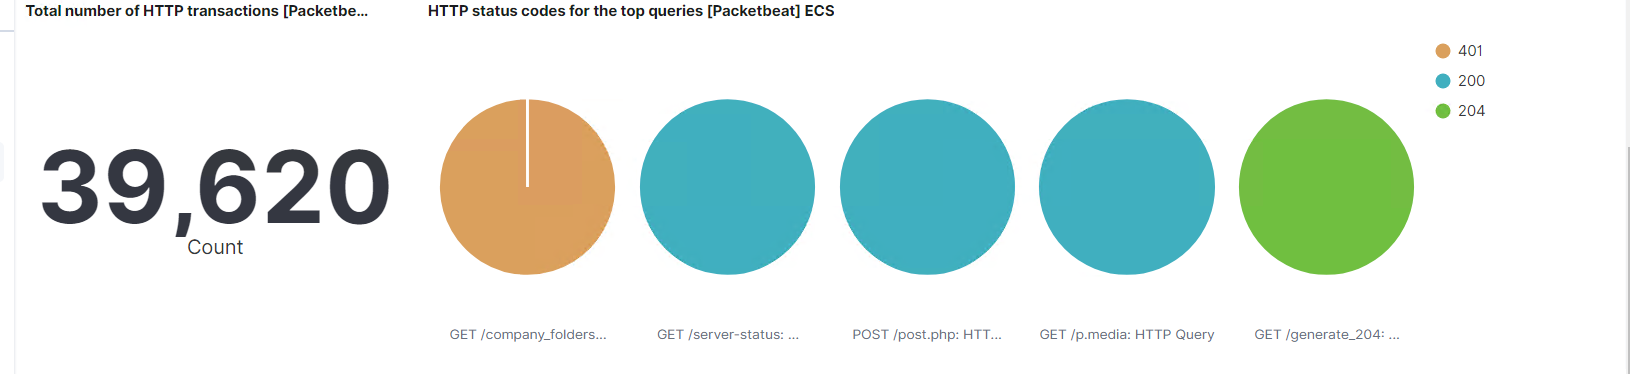 Total number of HTTP transactions [Packetbe...
HTTP status codes for the top queries [Packetbeat] ECS
39,620
Count
401
200
204
GET /company_folders...
GET /server-status: ...
POST /post.php: HTT...
GET /p.media: HTTP Query
GET /generate_204: ...